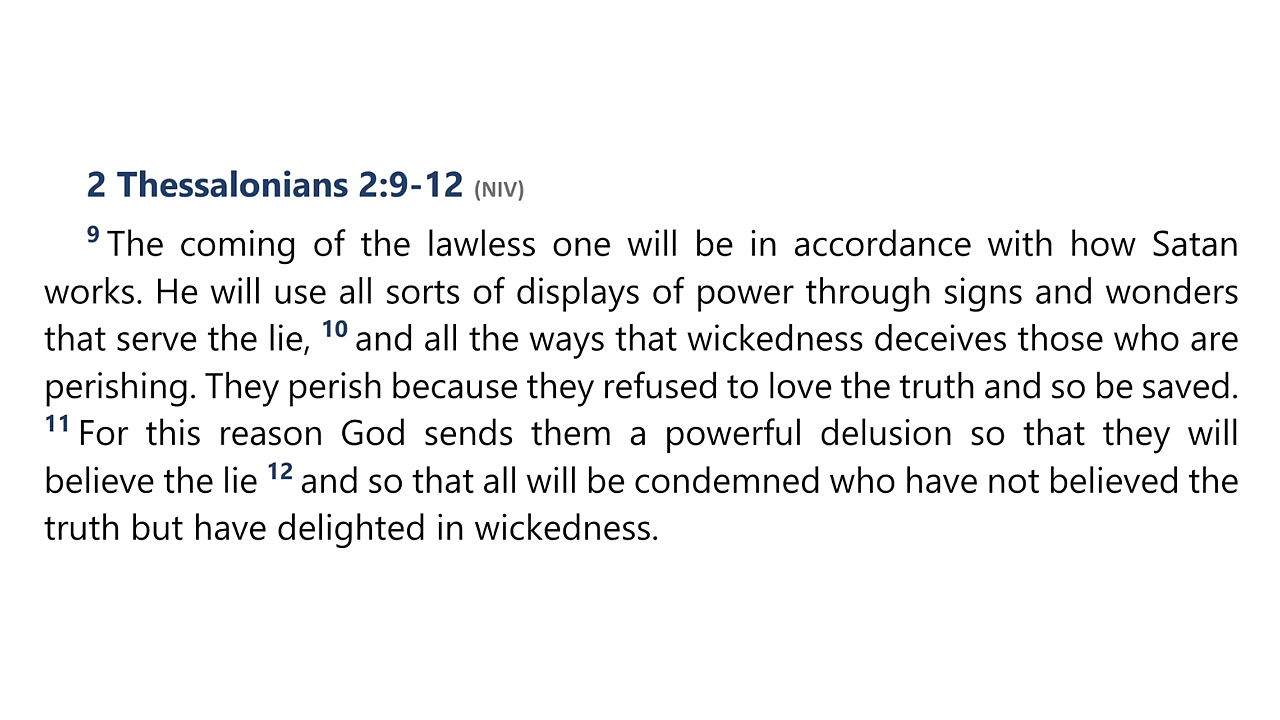 2 Thessalonians 2:9-12 (NIV)
9 The coming of the lawless one will be in accordance with how Satan
works. He will use all sorts of displays of power through signs and wonders
that serve the lie, 10 and all the ways that wickedness deceives those who are
perishing. They perish because they refused to love the truth and so be saved.
11 For this reason God sends them a powerful delusion so that they will
believe the lie 12 and so that all will be condemned who have not believed the
truth but have delighted in wickedness.